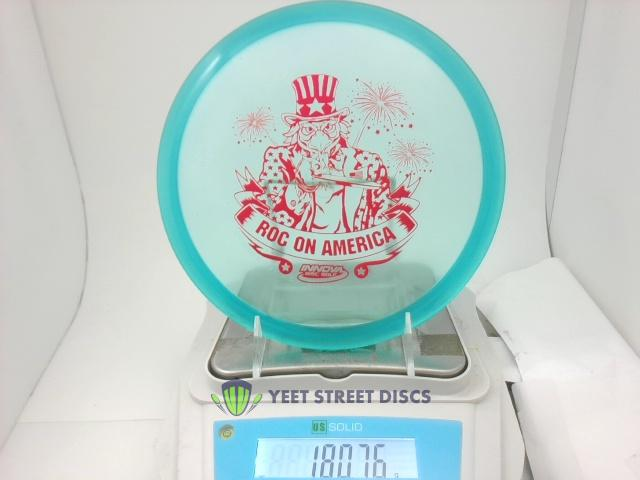 ROC ON AMERICA
INNOVA
DISC GOLF
YEET STREET DISCS
US SOLID
180.76 g